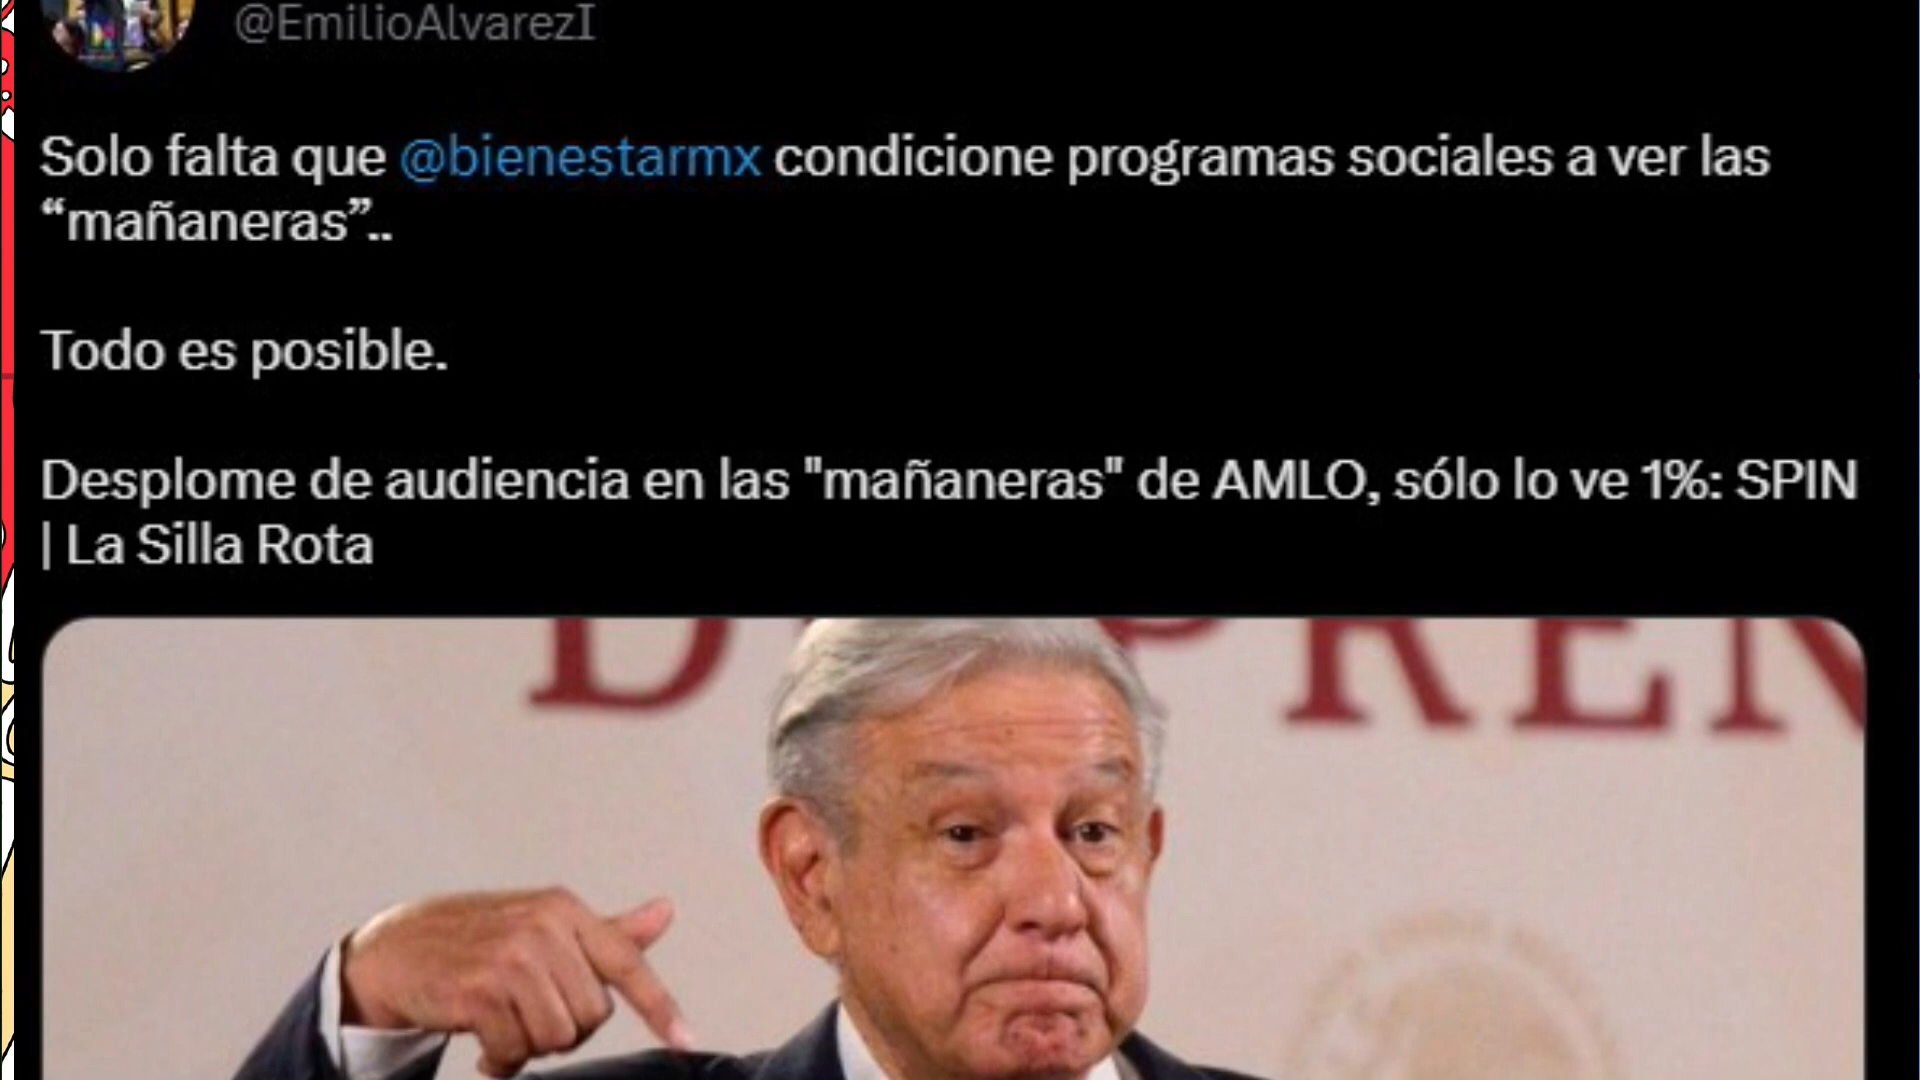 @EmilioAlvarezI
Solo falta que @bienestarmx condicione programas sociales a ver las
“mañaneras”..
Todo es posible.
Desplome de audiencia en las "mañaneras" de AMLO, sólo lo ve 1%: SPIN
| La Silla Rota